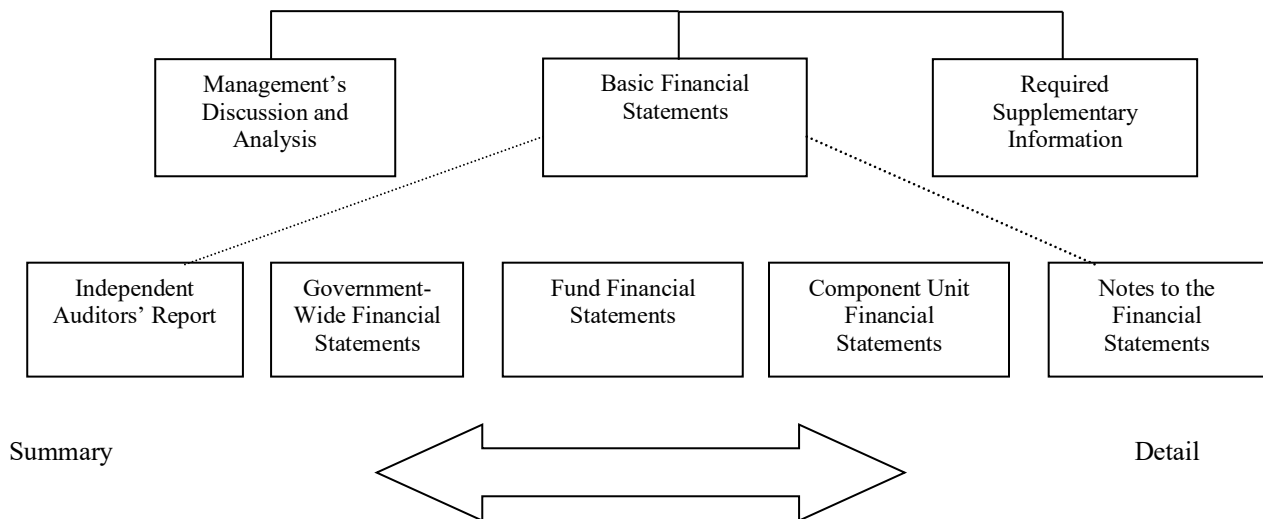 Management’s
Discussion and
Analysis
Basic Financial
Statements
Required
Supplementary
Information
Independent
Auditors’ Report
Government-
Wide Financial
Statements
Fund Financial
Statements
Component Unit
Financial
Statements
Notes to the
Financial
Statements
Summary
Detail